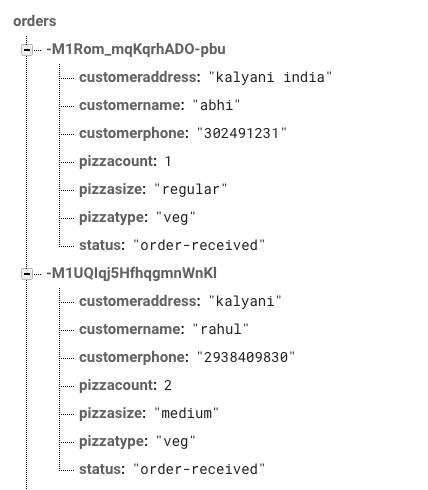 orders
-M1Rom_mqKqrhADO-pbu
customeraddress: "kalyani india"
customername: "abhi"
customerphone: "302491231"
pizzacount: 1
pizzasize: "regular"
pizzatype: "veg"
status: "order-received"
-M1UQIqj5HfhqgmnWnKl
customeraddress: "kalyani"
customername: "rahul"
customerphone: "2938409830"
pizzacount: 2
pizzasize: "medium"
pizzatype: "veg"
status: "order-received"